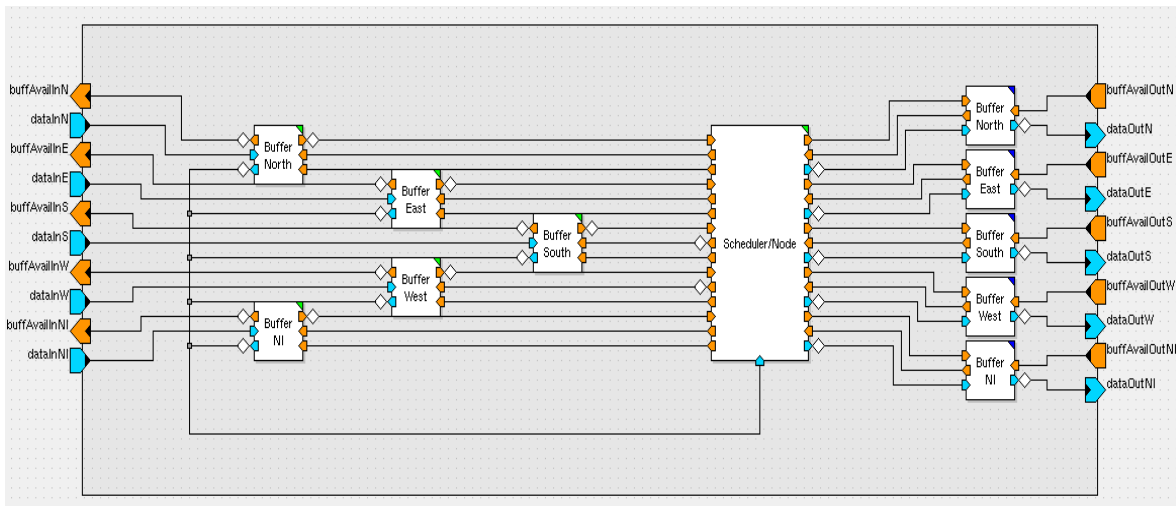 buffAvailInN
dataInN
buffAvailInE
dataInE
buffAvailInS
dataInS
buffAvailInW
dataInW
buffAvailInNI
dataInNI
Buffer
North
Buffer
East
Buffer
South
Buffer
West
Buffer
NI
Scheduler/Node
Buffer
North
Buffer
East
Buffer
South
Buffer
West
Buffer
NI
buffAvailOutN
dataOutN
buffAvailOutE
dataOutE
buffAvailOutS
dataOutS
buffAvailOutW
dataOutW
buffAvailOutNI
dataOutNI